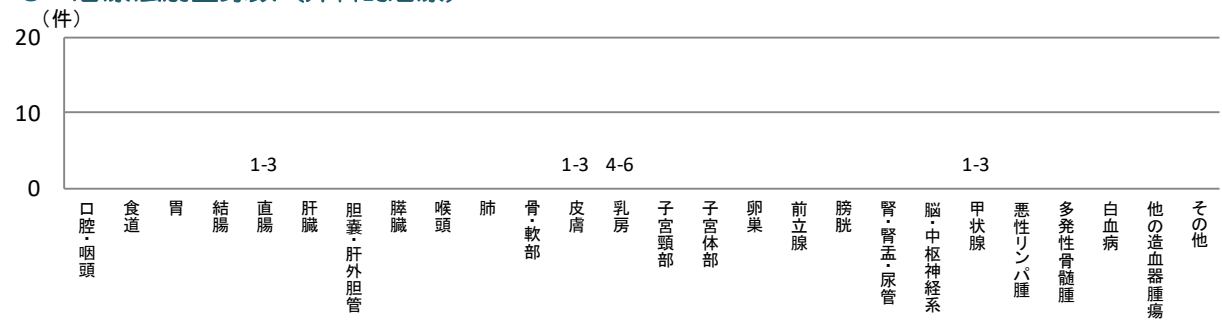 (件)
20
10
0
1-3
1-3
4-6
1-3
口腔・咽頭
食道
胃
結腸
直腸
肝臓
胆嚢・肝外胆管
膵臓
喉頭
肺
骨・軟部
皮膚
乳房
子宮頸部
子宮体部
卵巣
前立腺
膀胱
腎・腎盂・尿管
脳・中枢神経系
甲状腺
悪性リンパ腫
多発性骨髄腫
白血病
他の造血器腫瘍
その他